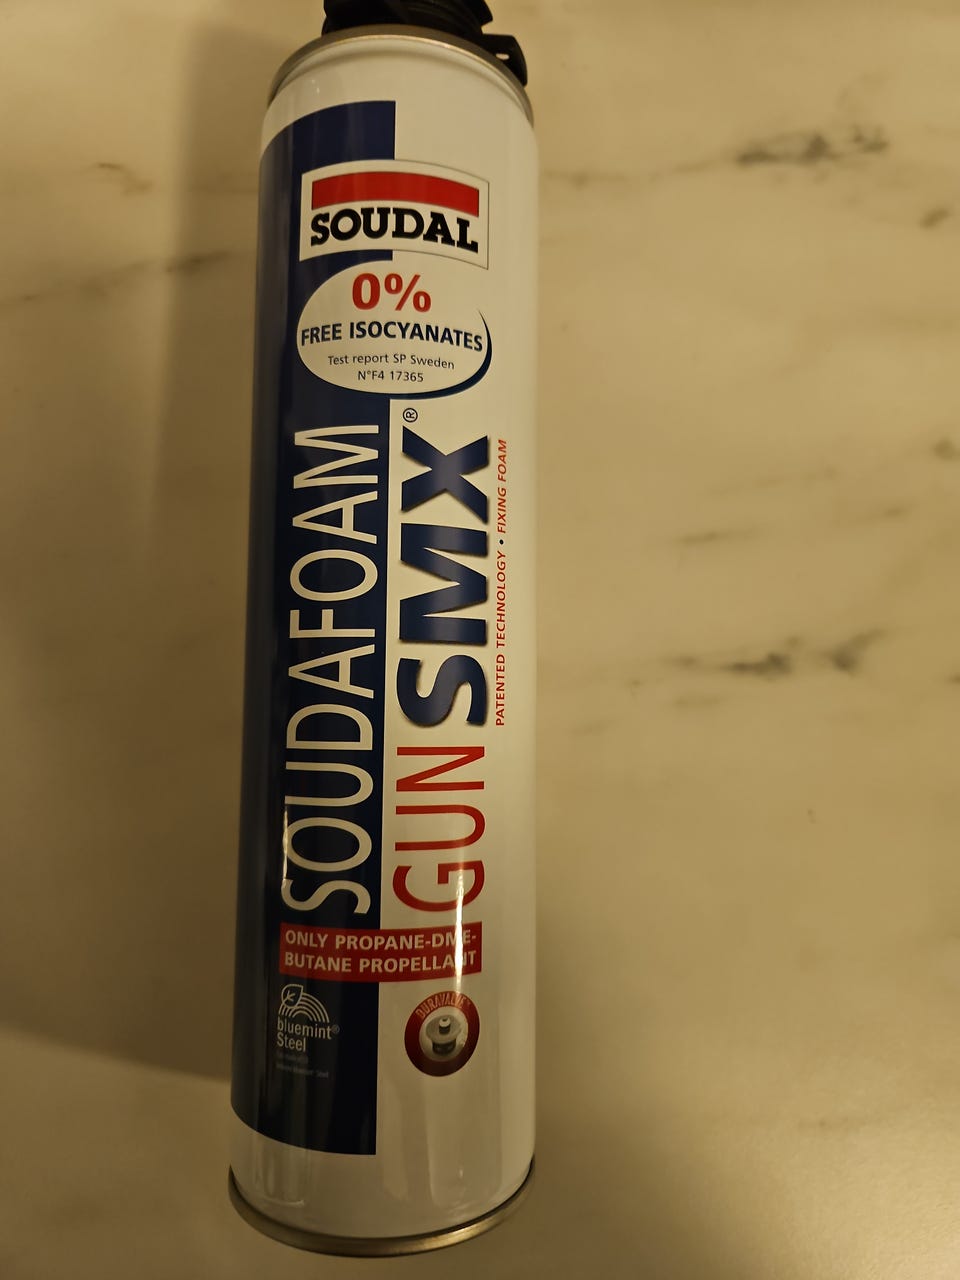 SOUDAL
0%
FREE ISOCYANATES
Test report SP Sweden
N°F4 17365
SOUDAFOAM
GUN SMX®
PATENTED TECHNOLOGY • FIXING FOAM
ONLY PROPANE-DME-
BUTANE PROPELLANT
bluemint®
Steel
DURAVALVE